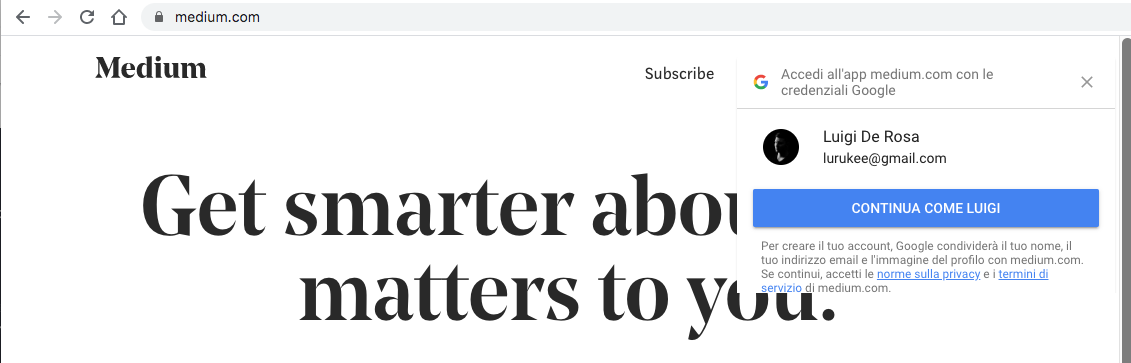 medium.com
Medium
Subscribe
Accedi all'app medium.com con le
credenziali Google
Luigi De Rosa
lurukee@gmail.com
CONTINUA COME LUIGI
Per creare il tuo account, Google condividerà il tuo nome, il
tuo indirizzo email e l'immagine del profilo con medium.com.
Se continui, accetti le norme sulla privacy e i termini di
servizio di medium.com.
Get smarter abou
matters to you.